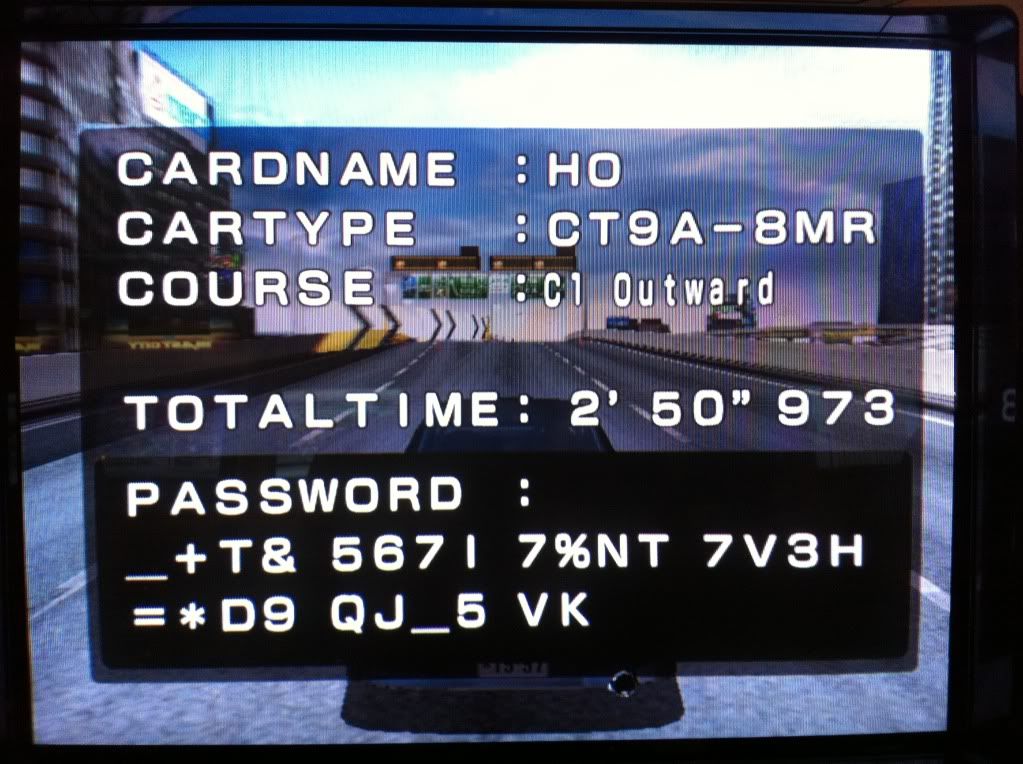 CARDNAME : HO
CARTYPE : CT9A-8MR
COURSE : C1 Outward
TOTALTIME : 2' 50" 973
PASSWORD :
_+T& 567I 7%NT 7V3H
=*D9 QJ_5 VK